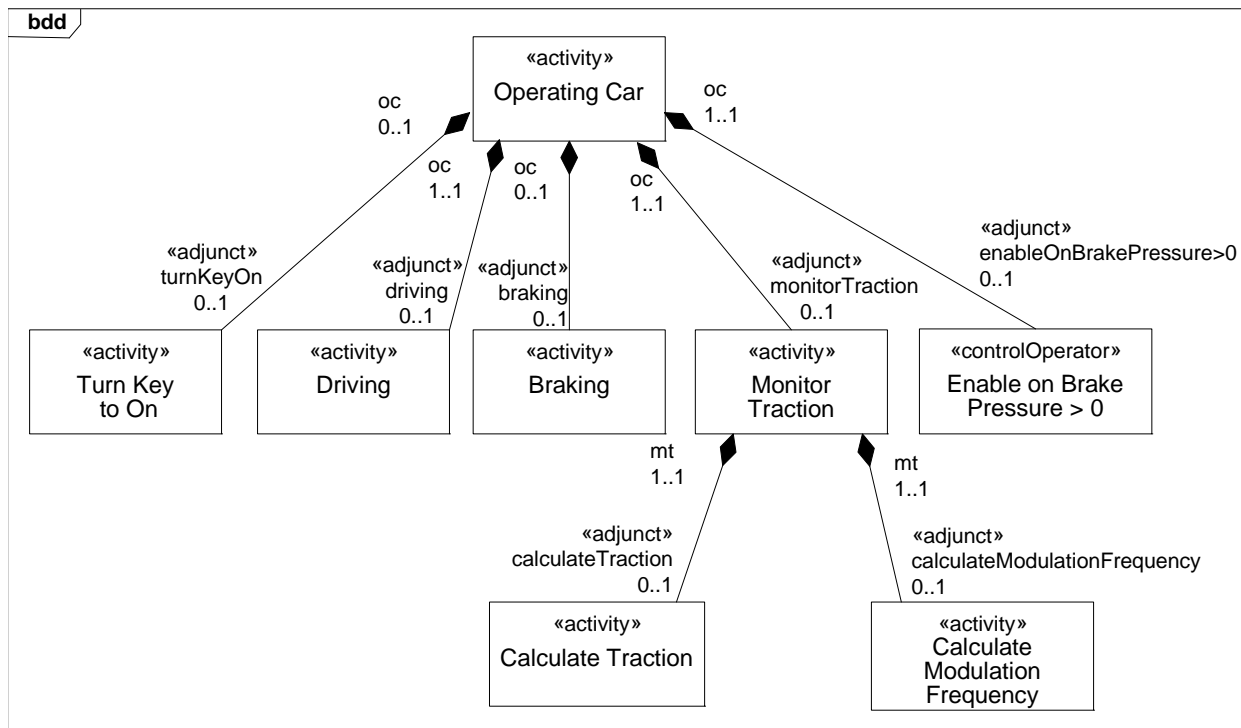 bdd
«activity»
Operating Car
oc
0..1
oc
1..1
oc
0..1
oc
1..1
oc
1..1
«adjunct»
turnKeyOn
0..1
«adjunct»
driving
0..1
«adjunct»
braking
0..1
«adjunct»
monitorTraction
0..1
«adjunct»
enableOnBrakePressure>0
0..1
«activity»
Turn Key
to On
«activity»
Driving
«activity»
Braking
«activity»
Monitor
Traction
«controlOperator»
Enable on Brake
Pressure > 0
mt
1..1
mt
1..1
«adjunct»
calculateTraction
0..1
«adjunct»
calculateModulationFrequency
0..1
«activity»
Calculate Traction
«activity»
Calculate
Modulation
Frequency